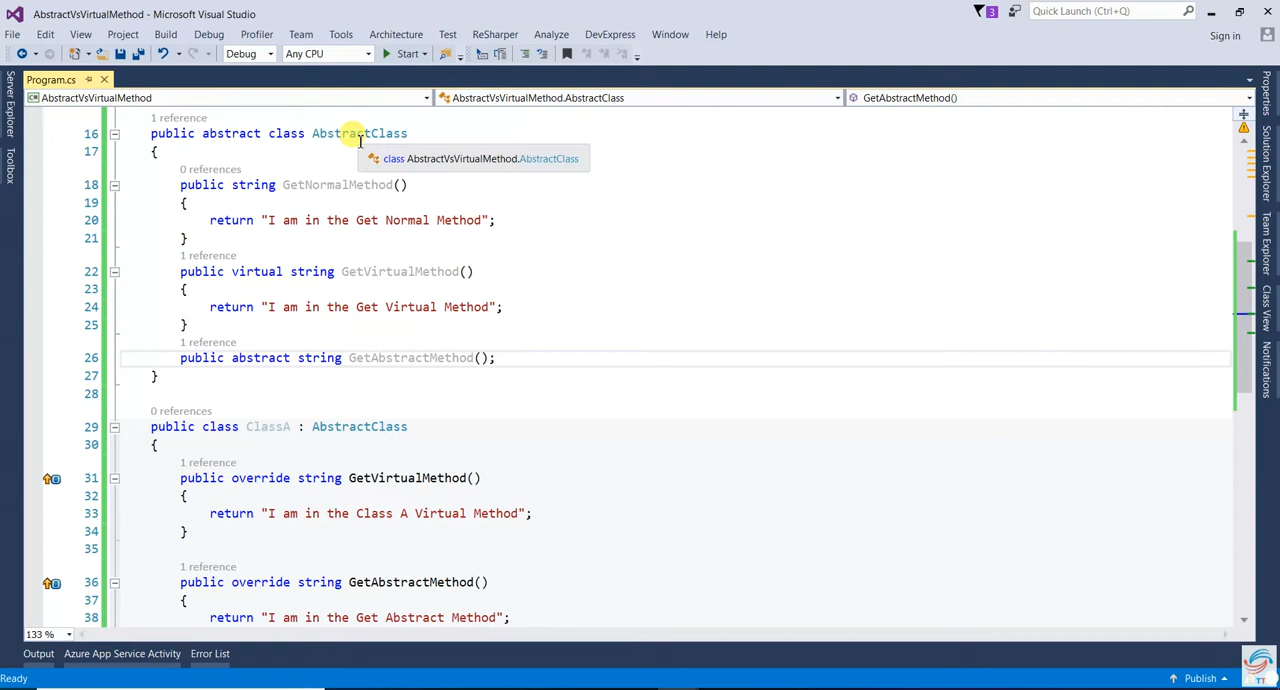 AbstractVsVirtualMethod - Microsoft Visual Studio
3
Quick Launch (Ctrl+Q)
File Edit View Project Build Debug Profiler Team Tools Architecture Test ReSharper Analyze DevExpress Window Help
Sign in
Debug Any CPU Start
Program.cs
AbstractVsVirtualMethod AbstractVsVirtualMethod.AbstractClass GetAbstractMethod()
Server Explorer
Toolbox
1 reference
16 public abstract class AbstractClass
17 {
class AbstractVsVirtualMethod.AbstractClass
0 references
18 public string GetNormalMethod()
19 {
20 return "I am in the Get Normal Method";
21 }
1 reference
22 public virtual string GetVirtualMethod()
23 {
24 return "I am in the Get Virtual Method";
25 }
1 reference
26 public abstract string GetAbstractMethod();
27 }
28
0 references
29 public class ClassA : AbstractClass
30 {
1 reference
31 public override string GetVirtualMethod()
32 {
33 return "I am in the Class A Virtual Method";
34 }
35
1 reference
36 public override string GetAbstractMethod()
37 {
38 return "I am in the Get Abstract Method";
Properties
Solution Explorer
Team Explorer
Class View
Notifications
133 %
Output Azure App Service Activity Error List
Ready Publish